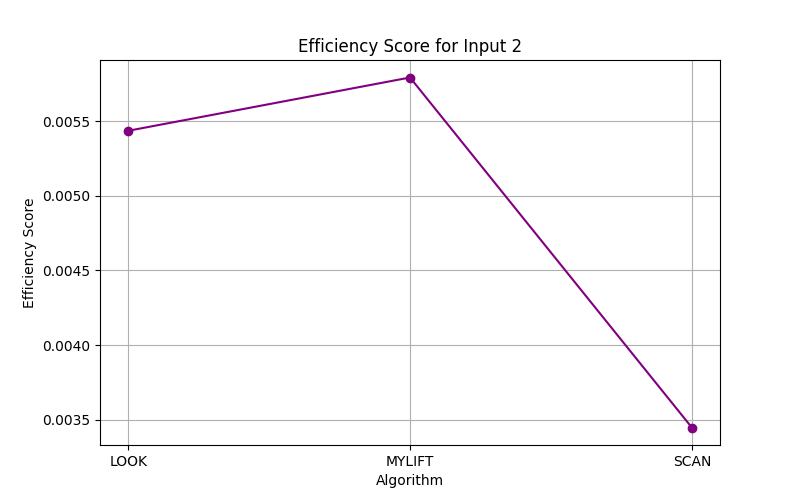 Efficiency Score for Input 2
Efficiency Score
0.0055
0.0050
0.0045
0.0040
0.0035
LOOK MYLIFT SCAN
Algorithm